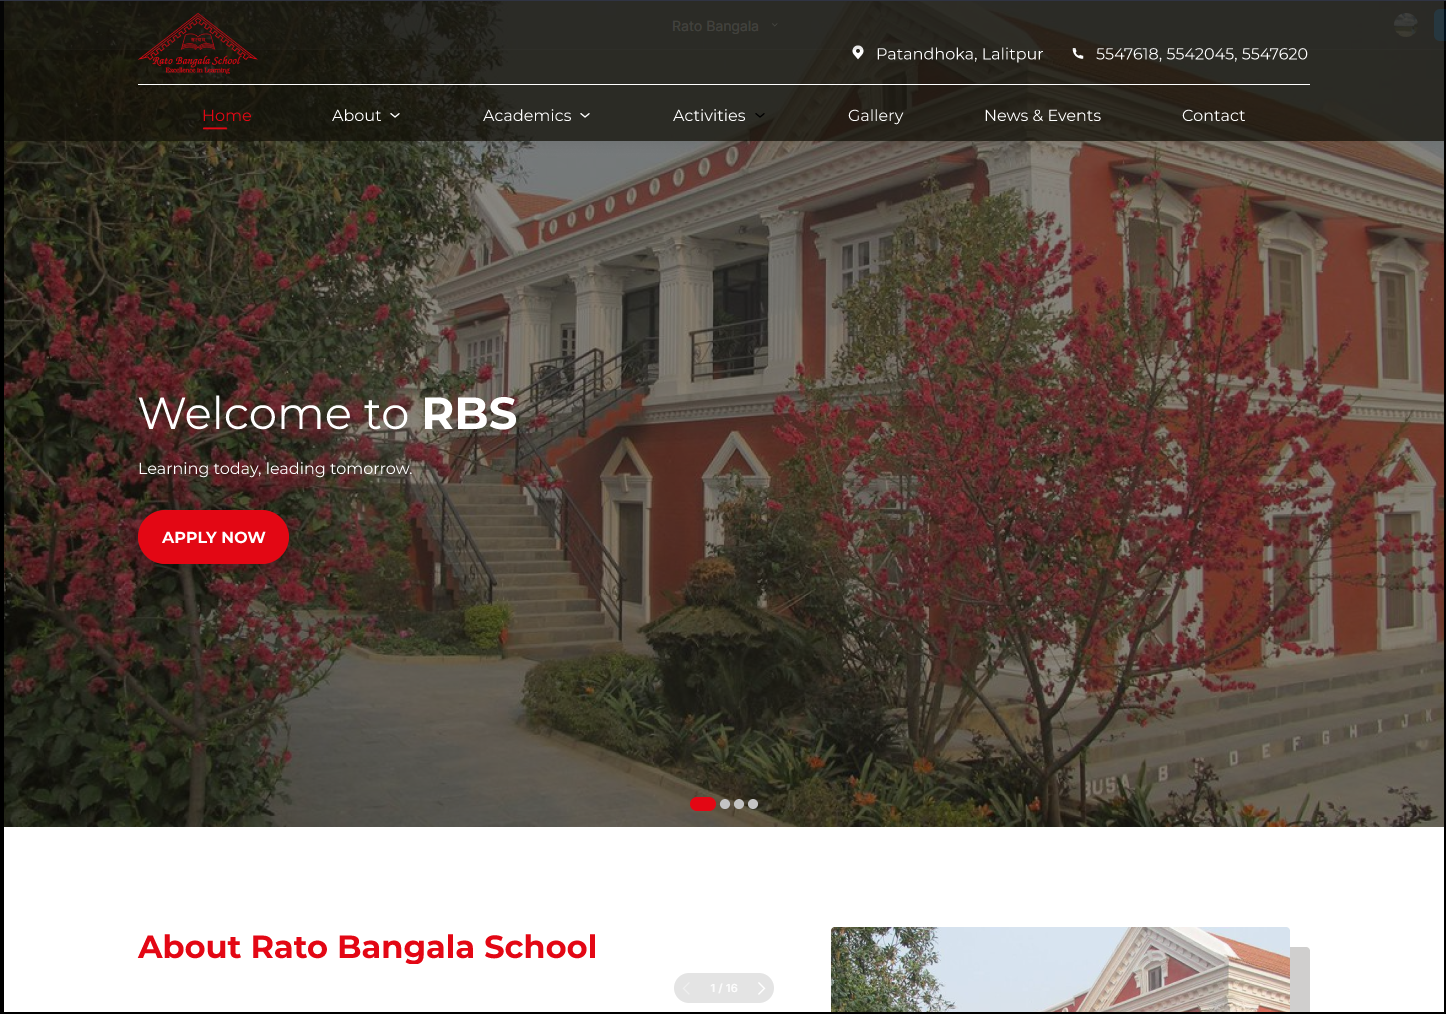 Rato Bangala
Rato Bangala School
Excellence in learning
Patandhoka, Lalitpur
5547618, 5542045, 5547620
Home
About
Academics
Activities
Gallery
News & Events
Contact
Welcome to RBS
Learning today, leading tomorrow.
APPLY NOW
BUSA B D E F G M I J K
About Rato Bangala School
1 / 16